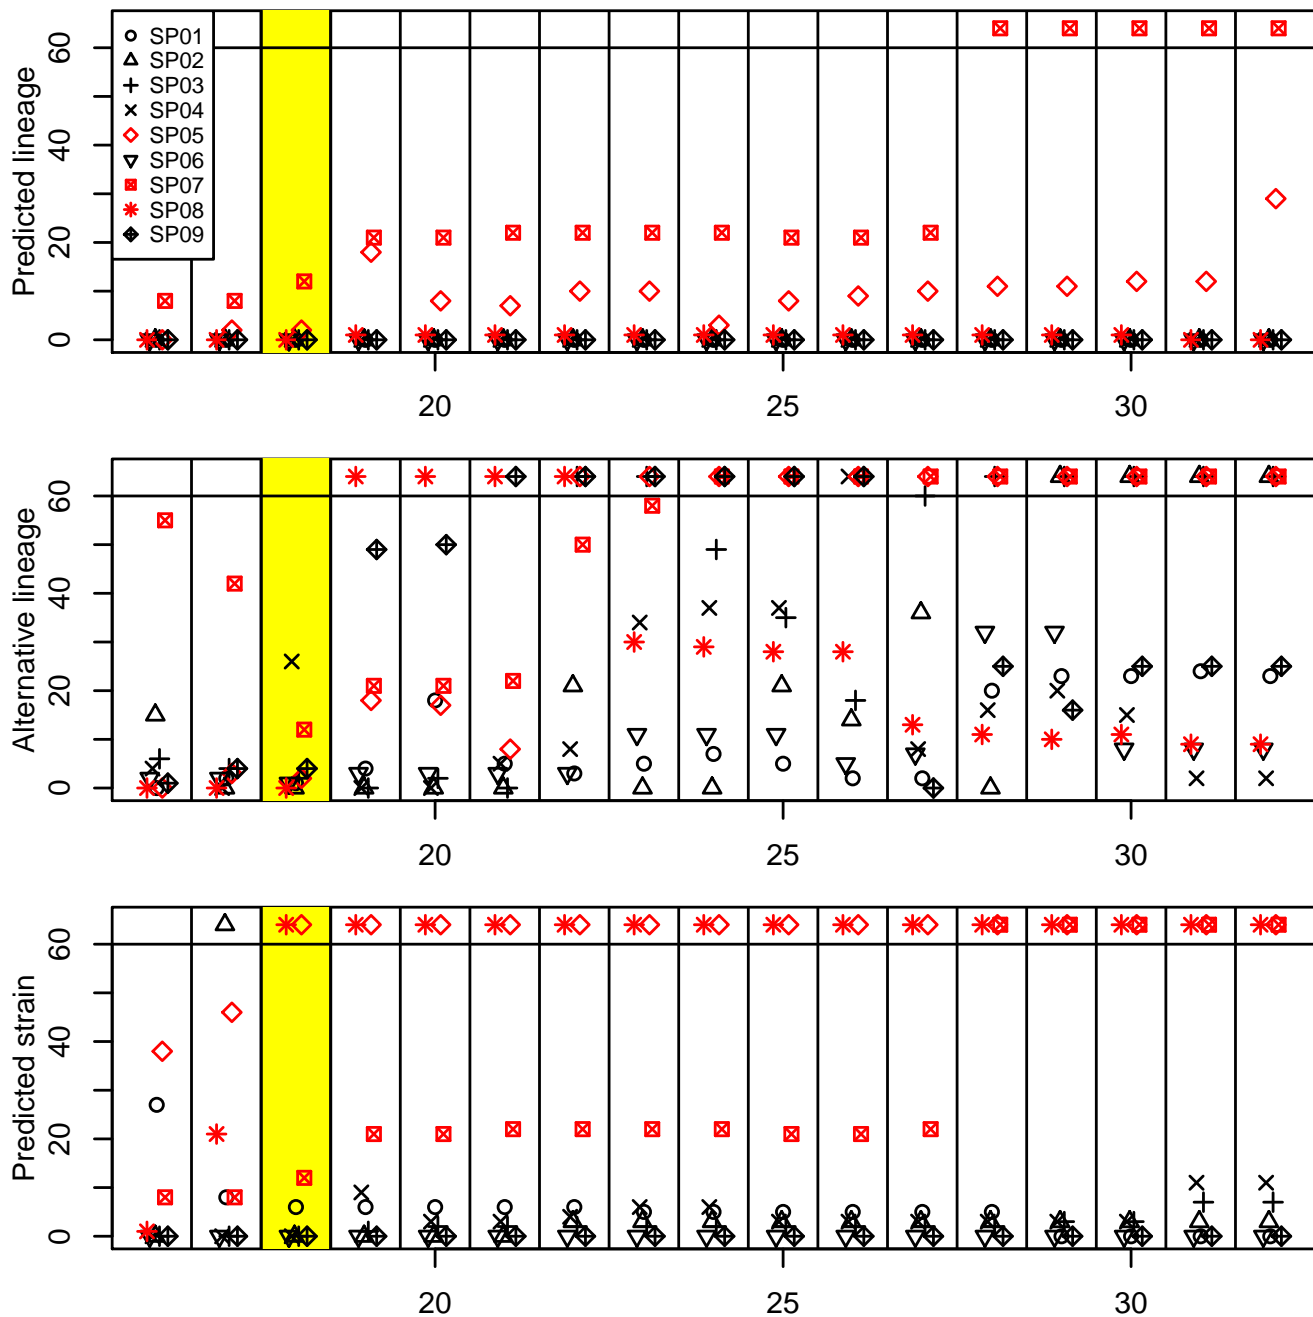 Predicted lineage
0 20 40 60
SP01
SP02
SP03
SP04
SP05
SP06
SP07
SP08
SP09
20 25 30
Alternative lineage
0 20 40 60
20 25 30
Predicted strain
0 20 40 60
20 25 30